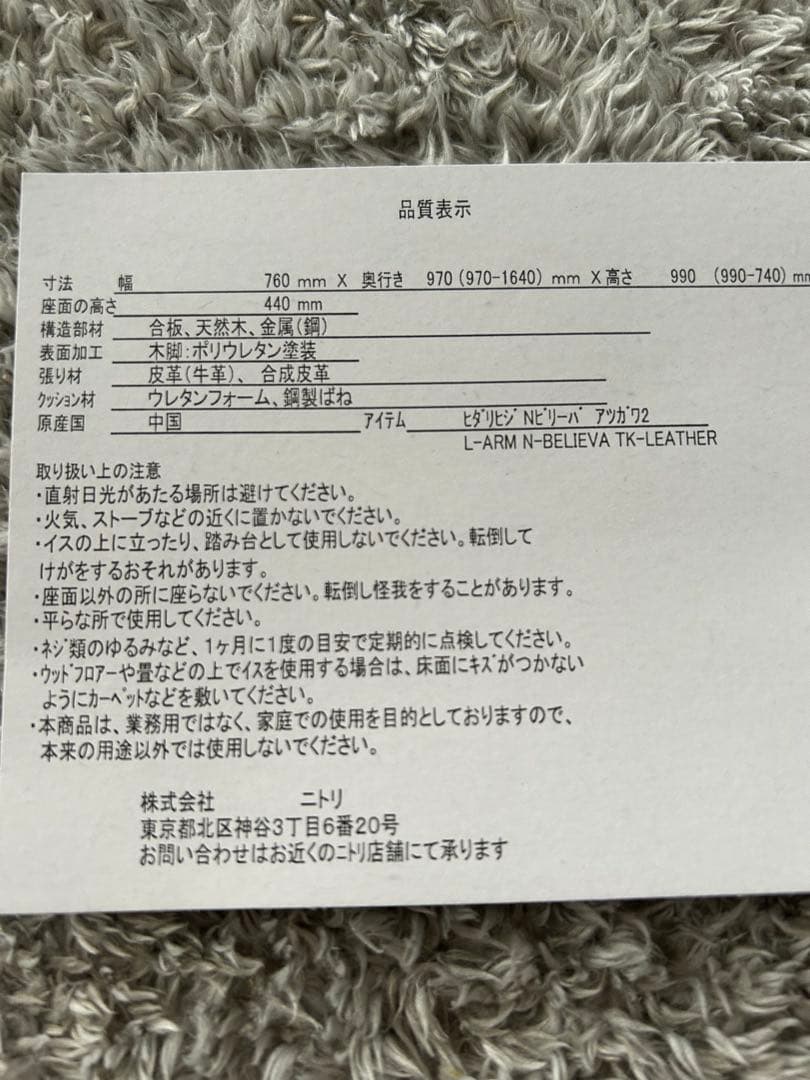 品質表示
寸法 幅 760 mm X 奥行き 970 (970-1640) mm X 高さ 990 (990-740) mm
座面の高さ 440 mm
構造部材 合板、天然木、金属(鋼)
表面加工 木脚:ポリウレタン塗装
張り材 皮革(牛革)、合成皮革
ｸｯｼｮﾝ材 ウレタンフォーム、鋼製ばね
原産国 中国 アイテム ﾋﾀﾞﾘﾋｼﾞ Nﾋﾞﾘｰﾊﾞ ｱﾂｶﾞﾜ2
L-ARM N-BELIEVA TK-LEATHER
取り扱い上の注意
・直射日光があたる場所は避けてください。
・火気、ストーブなどの近くに置かないでください。
・イスの上に立ったり、踏み台として使用しないでください。転倒して
けがをするおそれがあります。
・座面以外の所に座らないでください。転倒し怪我をすることがあります。
・平らな所で使用してください。
・ﾈｼﾞ類のゆるみなど、1ヶ月に1度の目安で定期的に点検してください。
・ｳｯﾄﾞﾌﾛｱｰや畳などの上でイスを使用する場合は、床面にｷｽﾞがつかない
ようにｶｰﾍﾟｯﾄなどを敷いてください。
・本商品は、業務用ではなく、家庭での使用を目的としておりますので、
本来の用途以外では使用しないでください。
株式会社 ニトリ
東京都北区神谷3丁目6番20号
お問い合わせはお近くのﾆﾄﾘ店舗にて承ります